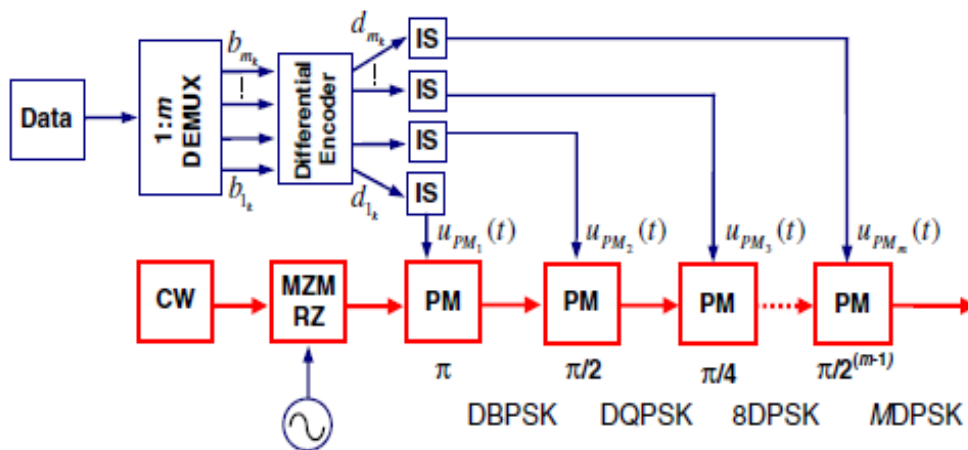 Data
1:m
DEMUX
b_{m_k}
b_{1_k}
Differential
Encoder
d_{m_k}
d_{1_k}
IS
IS
IS
IS
u_{PM_1}(t)
u_{PM_2}(t)
u_{PM_3}(t)
u_{PM_m}(t)
CW
MZM
RZ
PM
PM
PM
PM
π
π/2
π/4
π/2^{(m-1)}
DBPSK
DQPSK
8DPSK
MDPSK